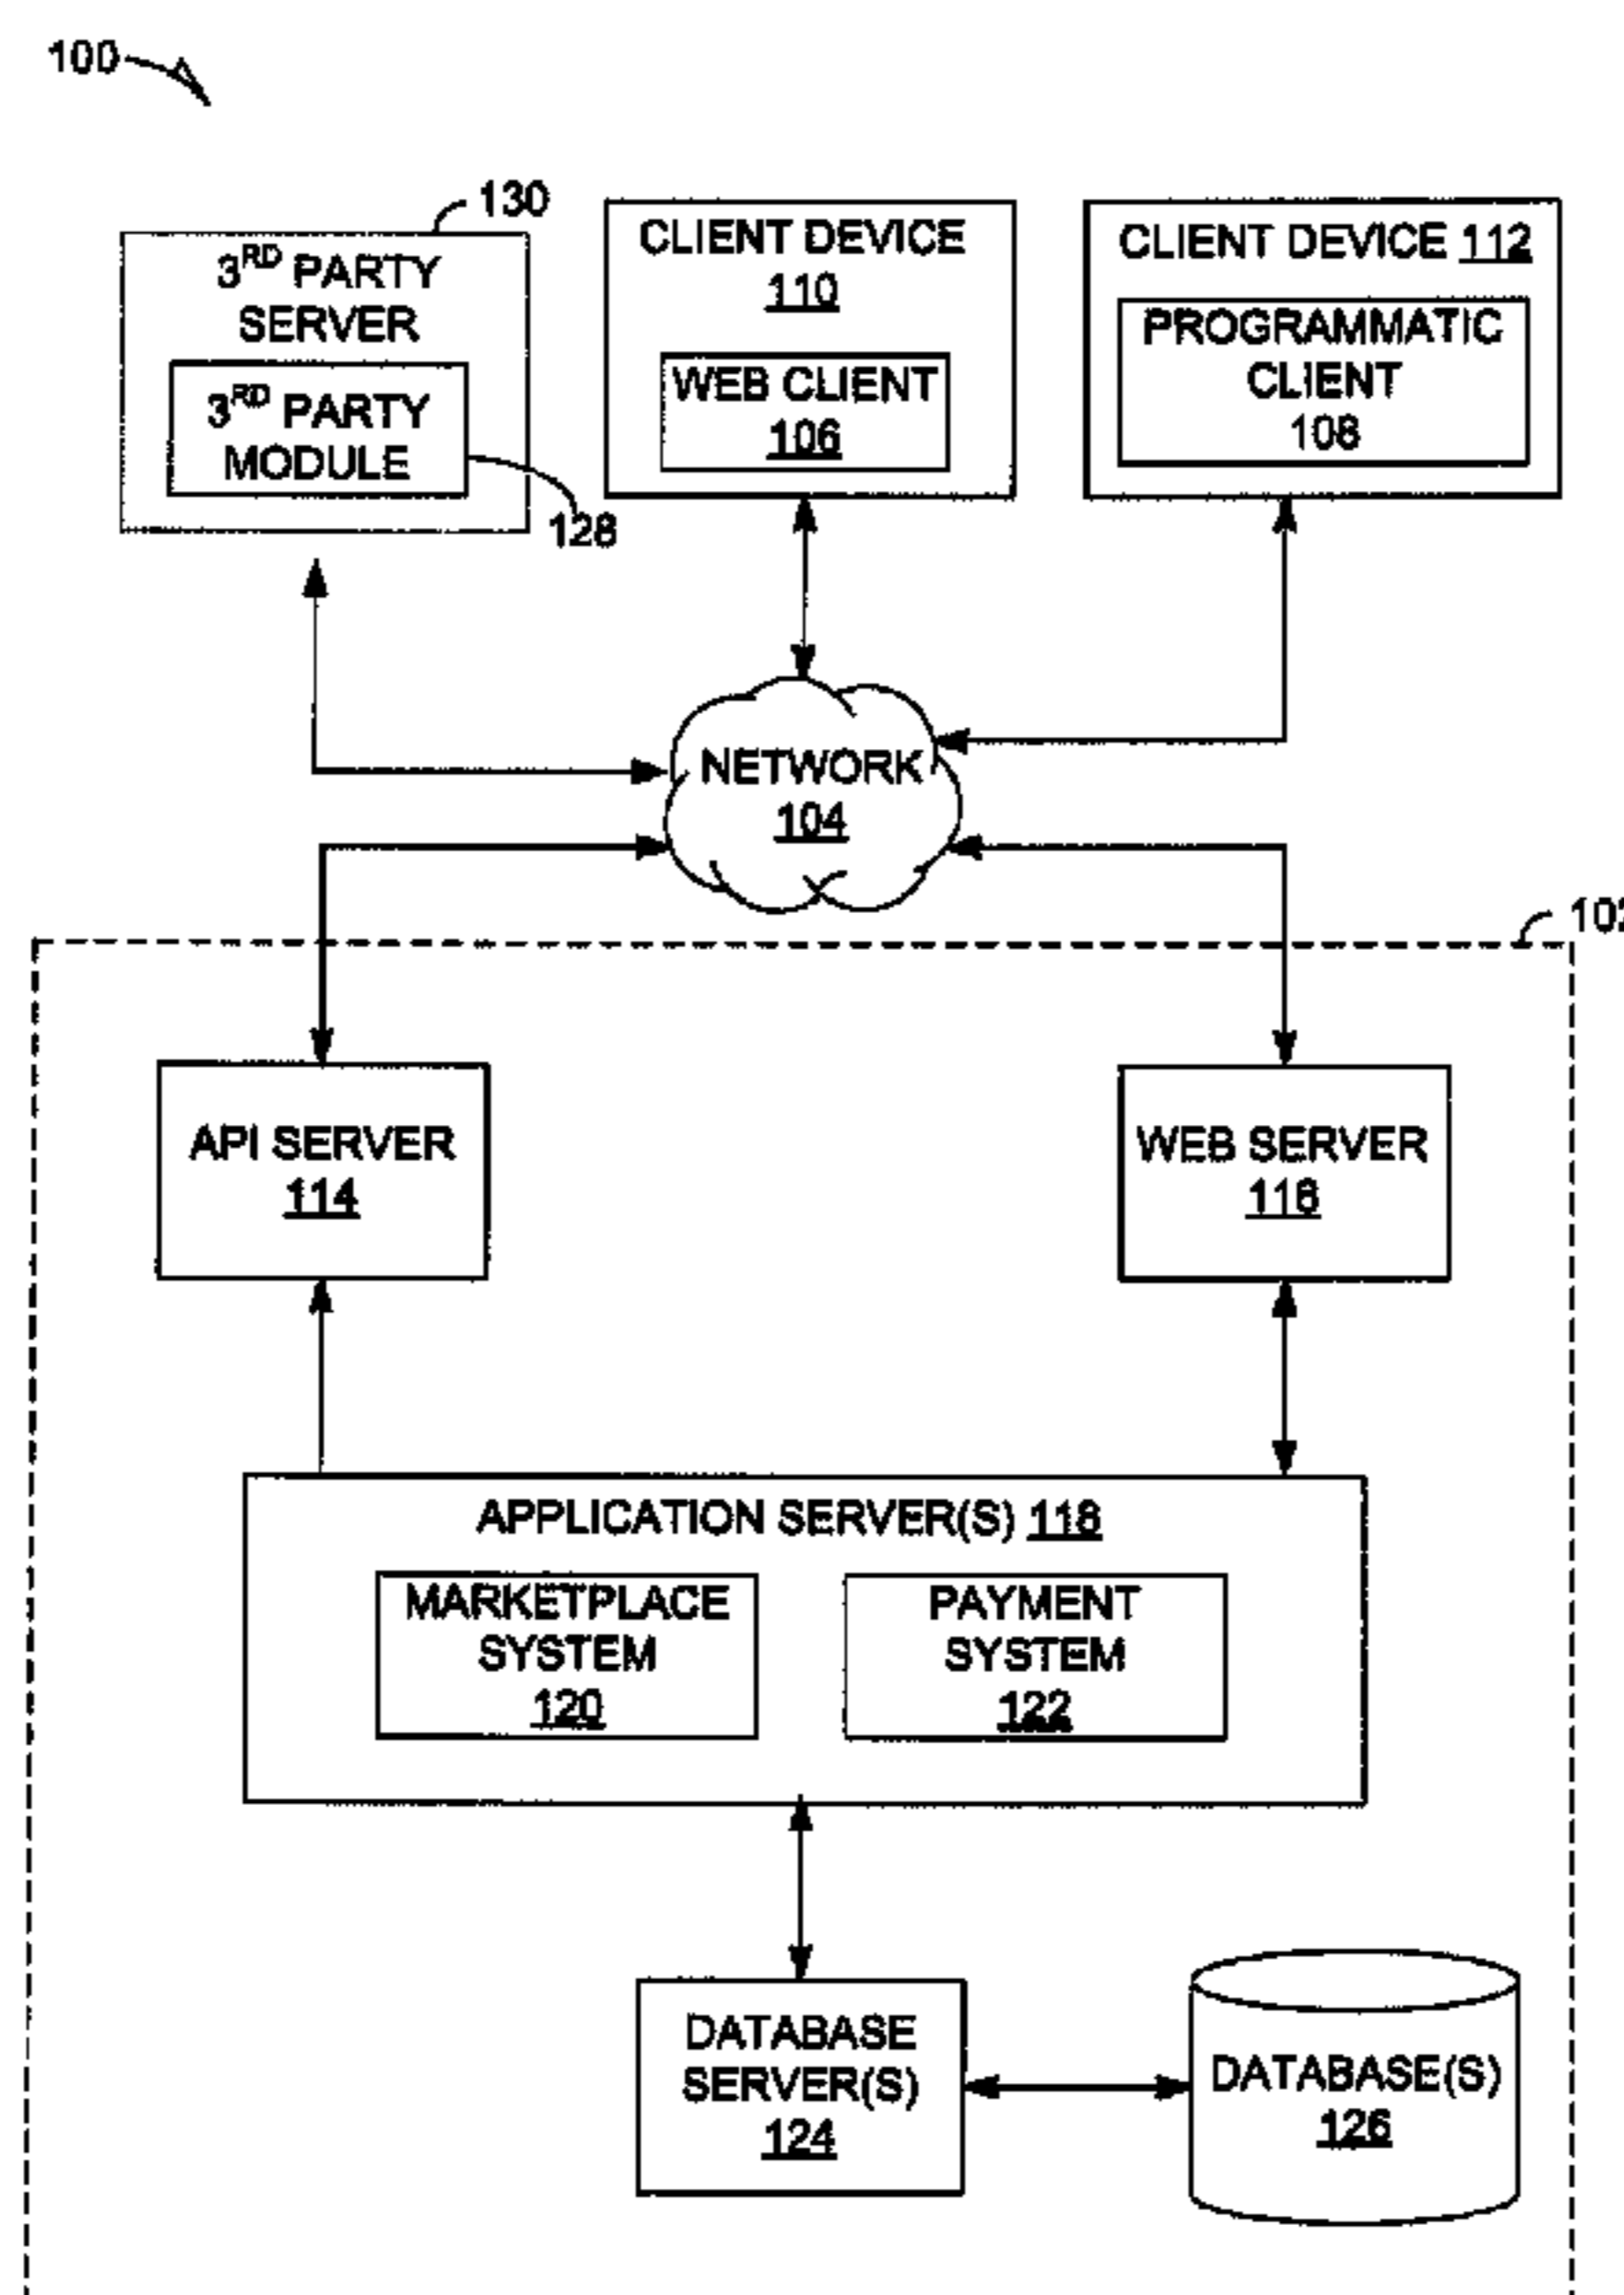 100
130
3RD PARTY
SERVER
3RD PARTY
MODULE
128
CLIENT DEVICE
110
WEB CLIENT
106
CLIENT DEVICE 112
PROGRAMMATIC
CLIENT
108
NETWORK
104
API SERVER
114
WEB SERVER
116
APPLICATION SERVER(S) 118
MARKETPLACE
SYSTEM
120
PAYMENT
SYSTEM
122
DATABASE
SERVER(S)
124
DATABASE(S)
126